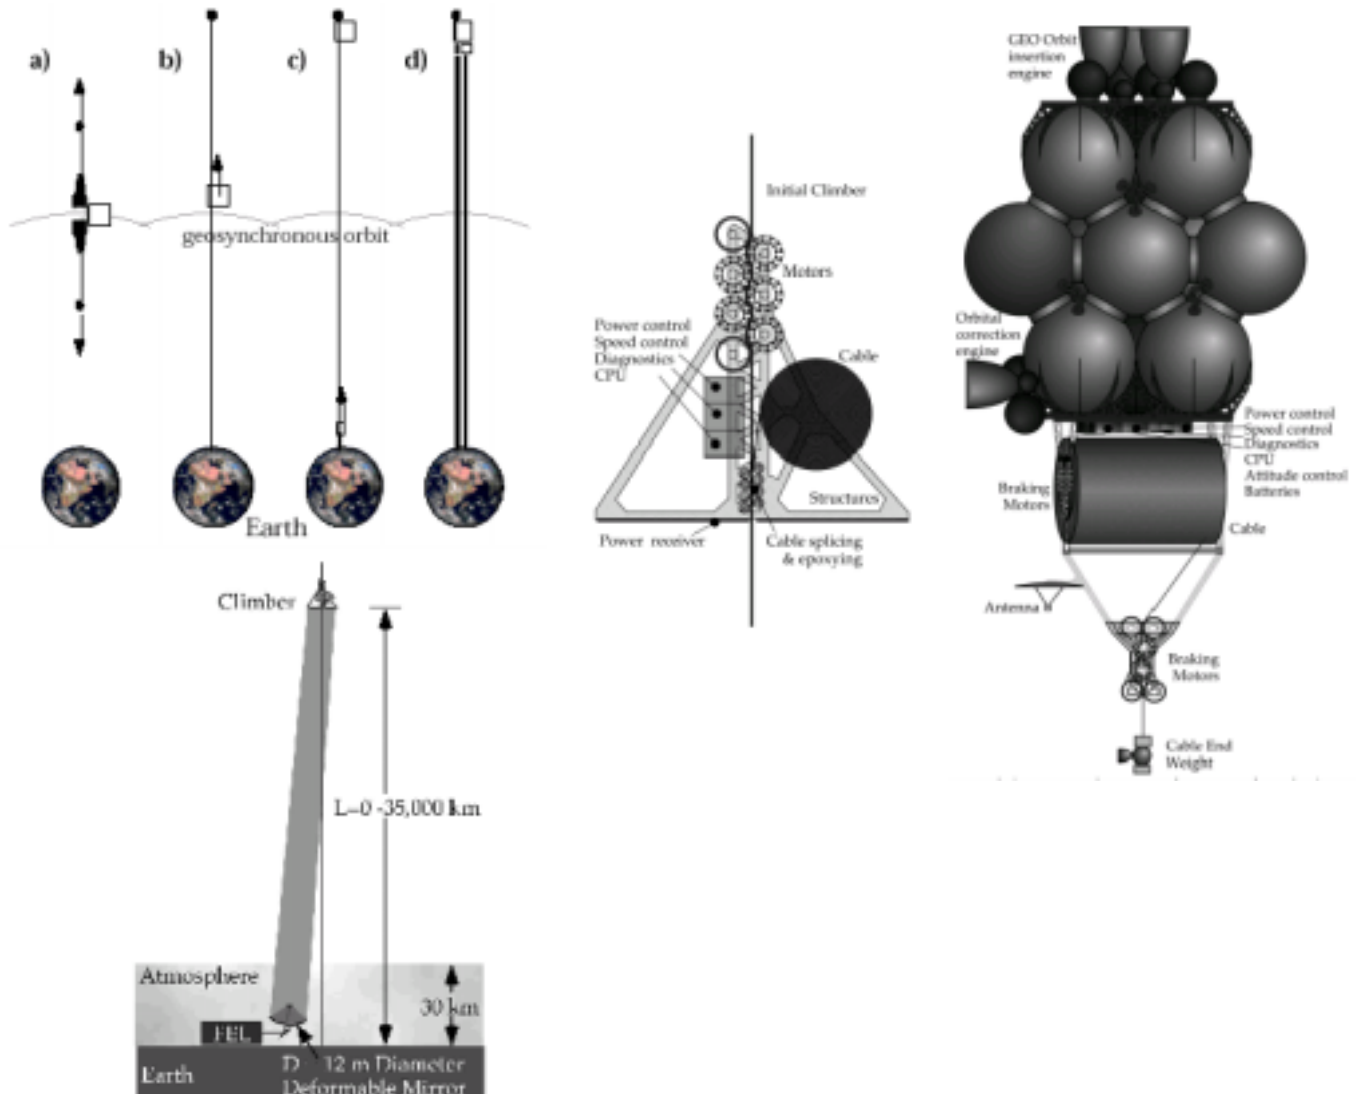 a)
b)
c)
d)
geosynchronous orbit
Earth
Climber
L=0 -35,000 km
Atmosphere
30 km
FEL
Earth
D 12 m Diameter
Deformable Mirror
Initial Climber
Motors
Power control
Speed control
Diagnostics
CPU
Cable
Structures
Power receiver
Cable splicing
& epoxying
GEO Orbit
insertion
engine
Orbital
correction
engine
Power control
Speed control
Diagnostics
CPU
Attitude control
Batteries
Braking
Motors
Cable
Antenna
Braking
Motors
Cable End
Weight